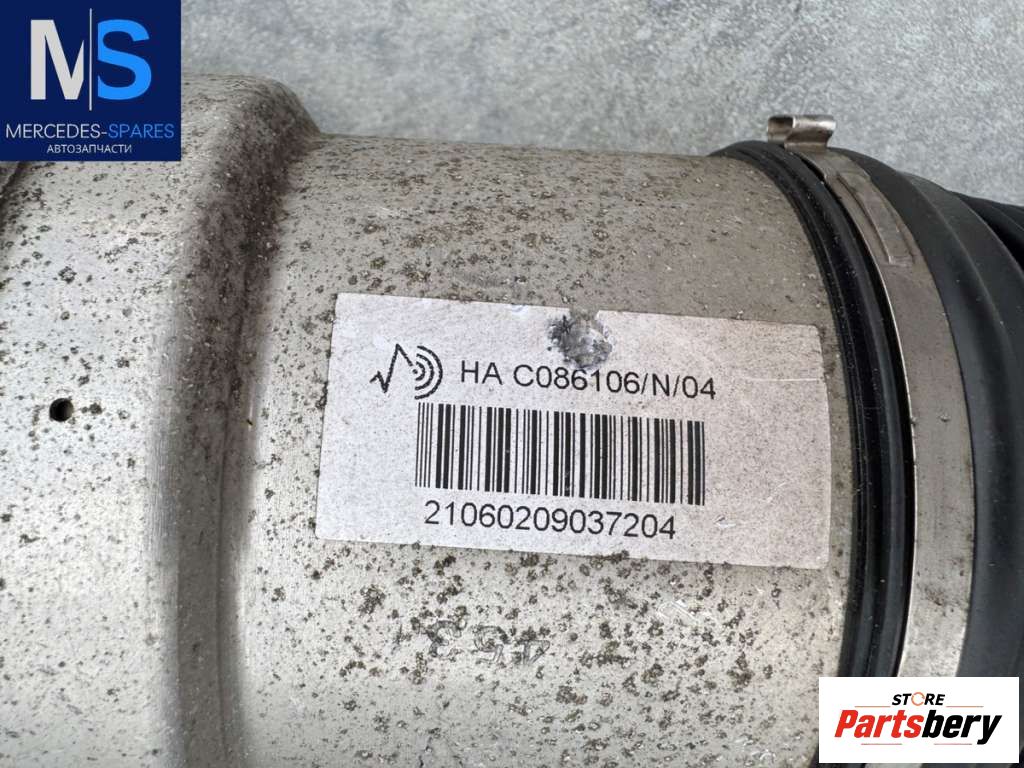 MS
MERCEDES-SPARES
АВТОЗАПЧАСТИ
HA C086106/N/04
21060209037204
STORE
Partsbery